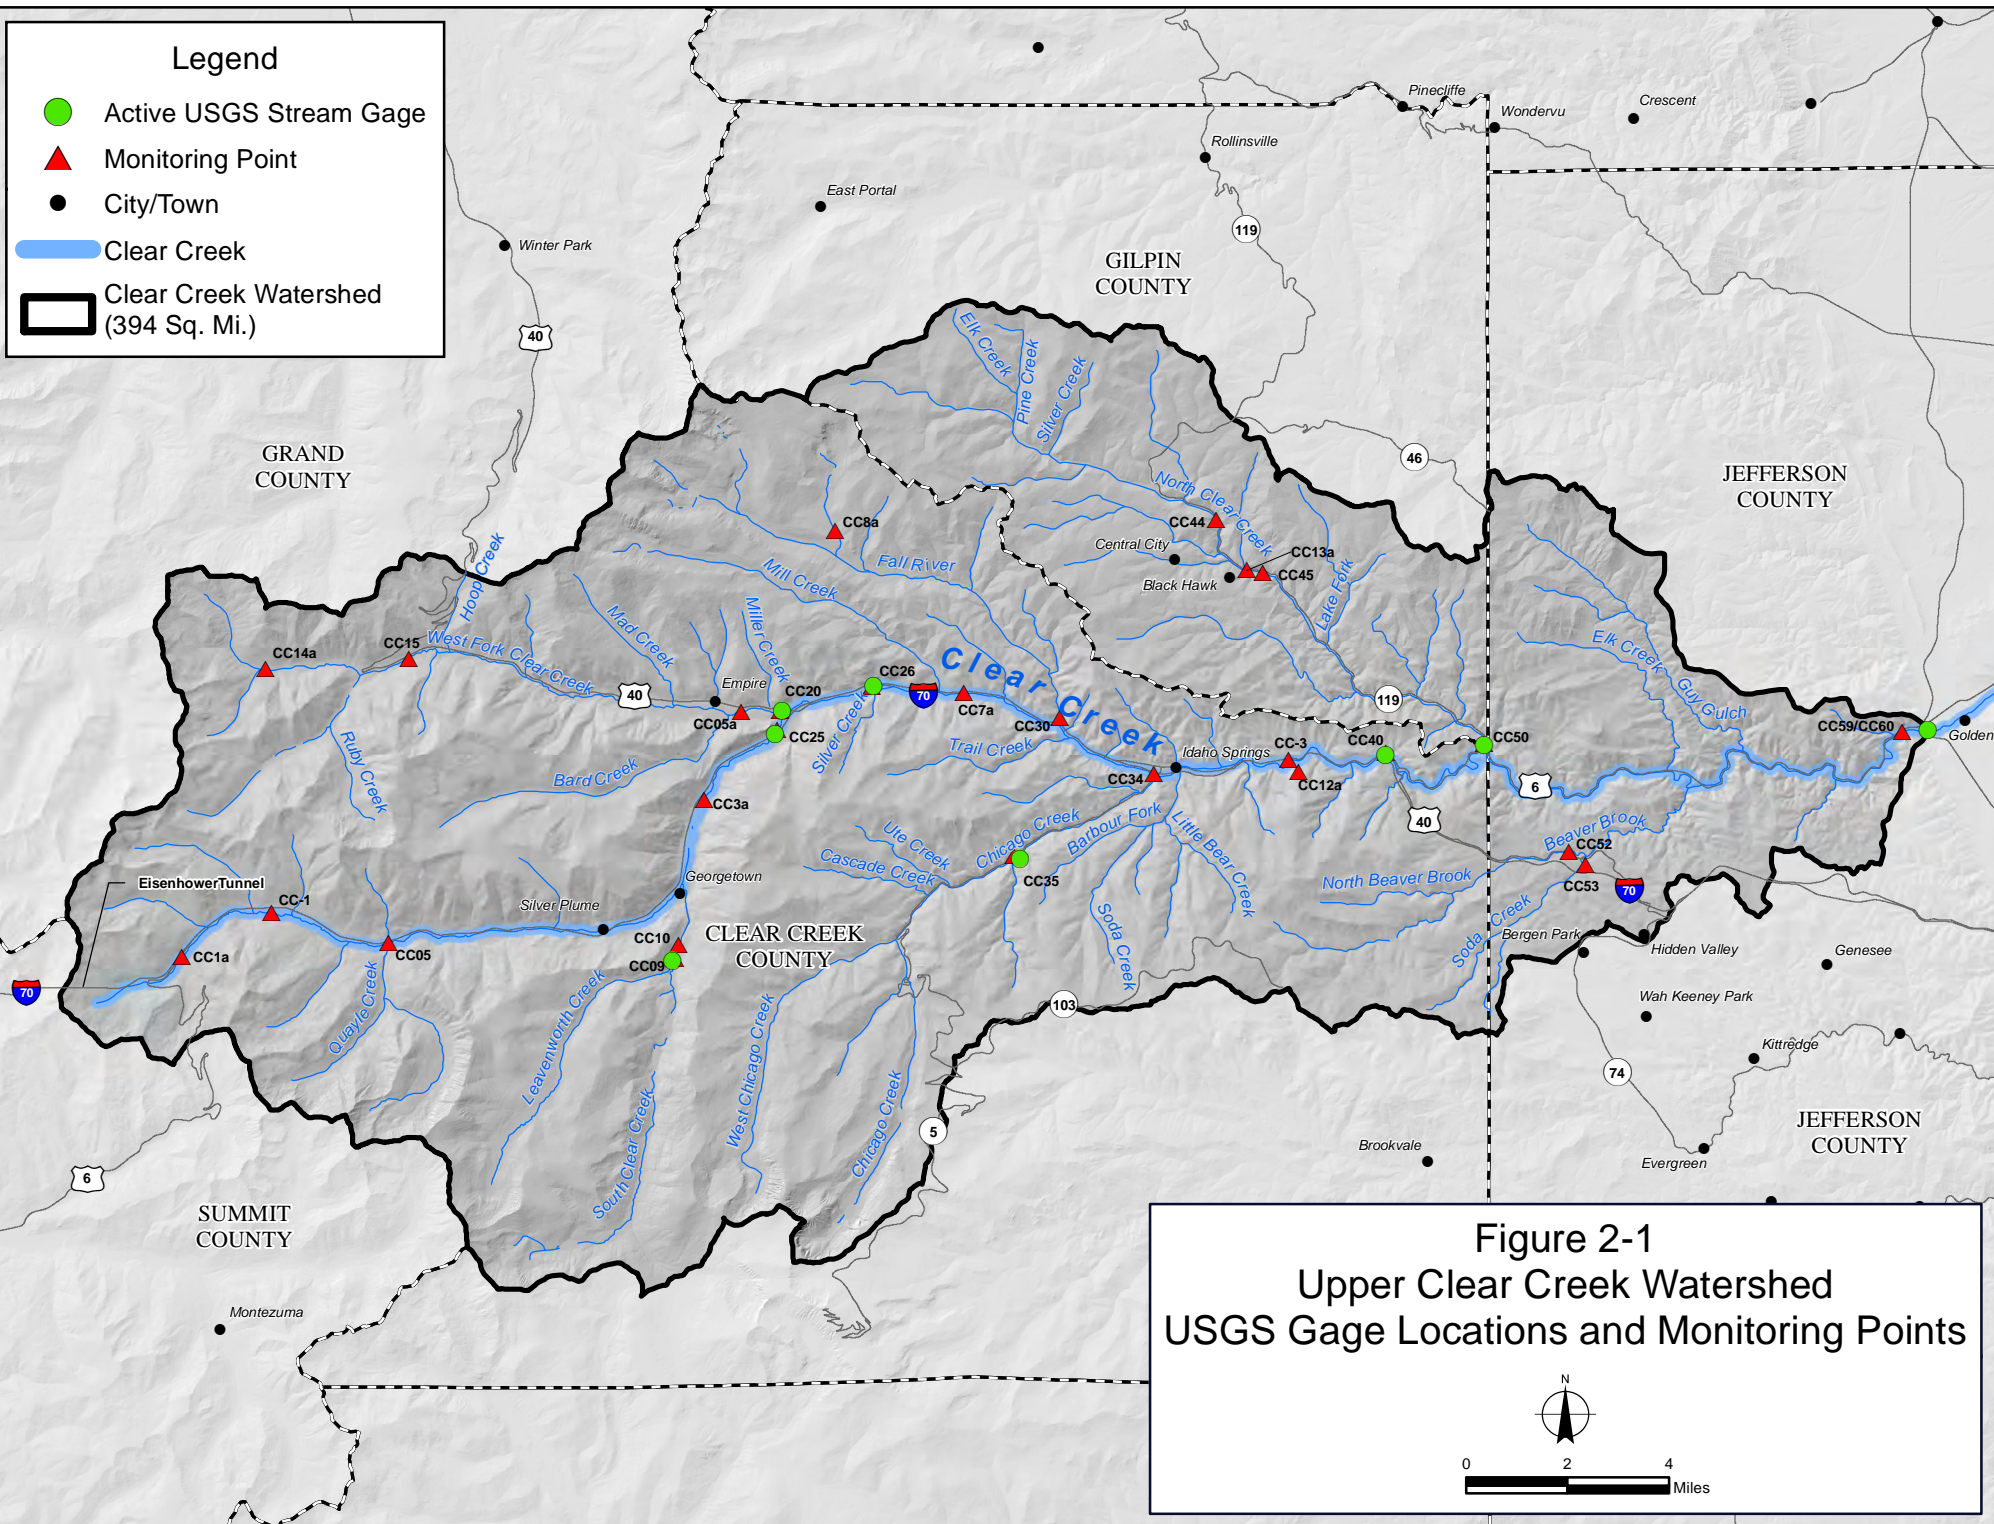 Legend
Active USGS Stream Gage
Monitoring Point
City/Town
Clear Creek
Clear Creek Watershed
(394 Sq. Mi.)
Pinecliffe
Wondervu
Crescent
Rollinsville
East Portal
119
Winter Park
GILPIN
COUNTY
40
Elk Creek
Pine Creek
Silver Creek
GRAND
COUNTY
46
JEFFERSON
COUNTY
North Clear Creek
CC8a
CC44
Central City
CC13a
CC45
Black Hawk
Lake Fork
Hoop Creek
Fall River
Mill Creek
Miller Creek
Mad Creek
West Fork Clear Creek
CC14a
CC15
40
Empire
CC20
CC05a
CC25
CC26
Silver Creek
70
Clear Creek
CC7a
CC30
Trail Creek
Elk Creek
Guy Gulch
119
CC59/CC60
Golden
CC50
CC40
CC-3
CC12a
Idaho Springs
CC34
6
40
Ruby Creek
Bard Creek
CC3a
Ute Creek
Cascade Creek
Chicago Creek
Barbour Fork
Little Bear Creek
CC35
Soda Creek
Beaver Brook
CC52
CC53
North Beaver Brook
70
Soda Creek
Bergen Park
Hidden Valley
Genesee
EisenhowerTunnel
CC-1
CC1a
CC05
Silver Plume
Georgetown
CC10
CC09
CLEAR CREEK
COUNTY
70
Quayle Creek
Leavenworth Creek
South Clear Creek
West Chicago Creek
Chicago Creek
103
5
Wah Keeney Park
Kittredge
74
Brookvale
Evergreen
JEFFERSON
COUNTY
6
SUMMIT
COUNTY
Montezuma
Figure 2-1
Upper Clear Creek Watershed
USGS Gage Locations and Monitoring Points
N
0 2 4
Miles